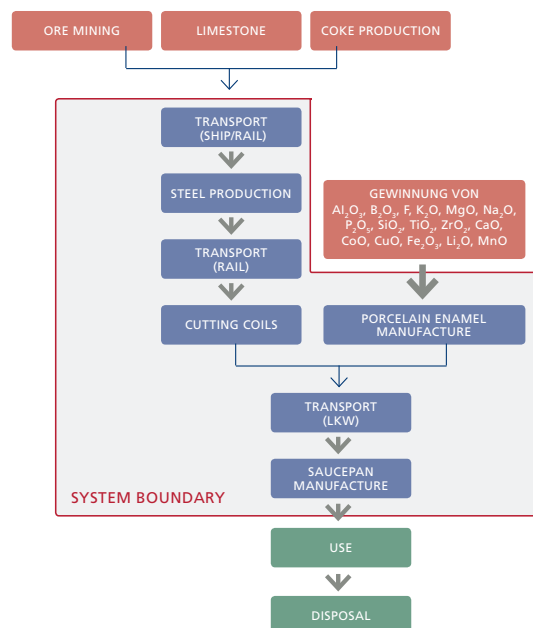 ORE MINING
LIMESTONE
COKE PRODUCTION
TRANSPORT
(SHIP/RAIL)
STEEL PRODUCTION
TRANSPORT
(RAIL)
CUTTING COILS
GEWINNUNG VON
Al₂O₃, B₂O₃, F, K₂O, MgO, Na₂O,
P₂O₅, SiO₂, TiO₂, ZrO₂, CaO,
CoO, CuO, Fe₂O₃, Li₂O, MnO
PORCELAIN ENAMEL
MANUFACTURE
TRANSPORT
(LKW)
SAUCEPAN
MANUFACTURE
SYSTEM BOUNDARY
USE
DISPOSAL